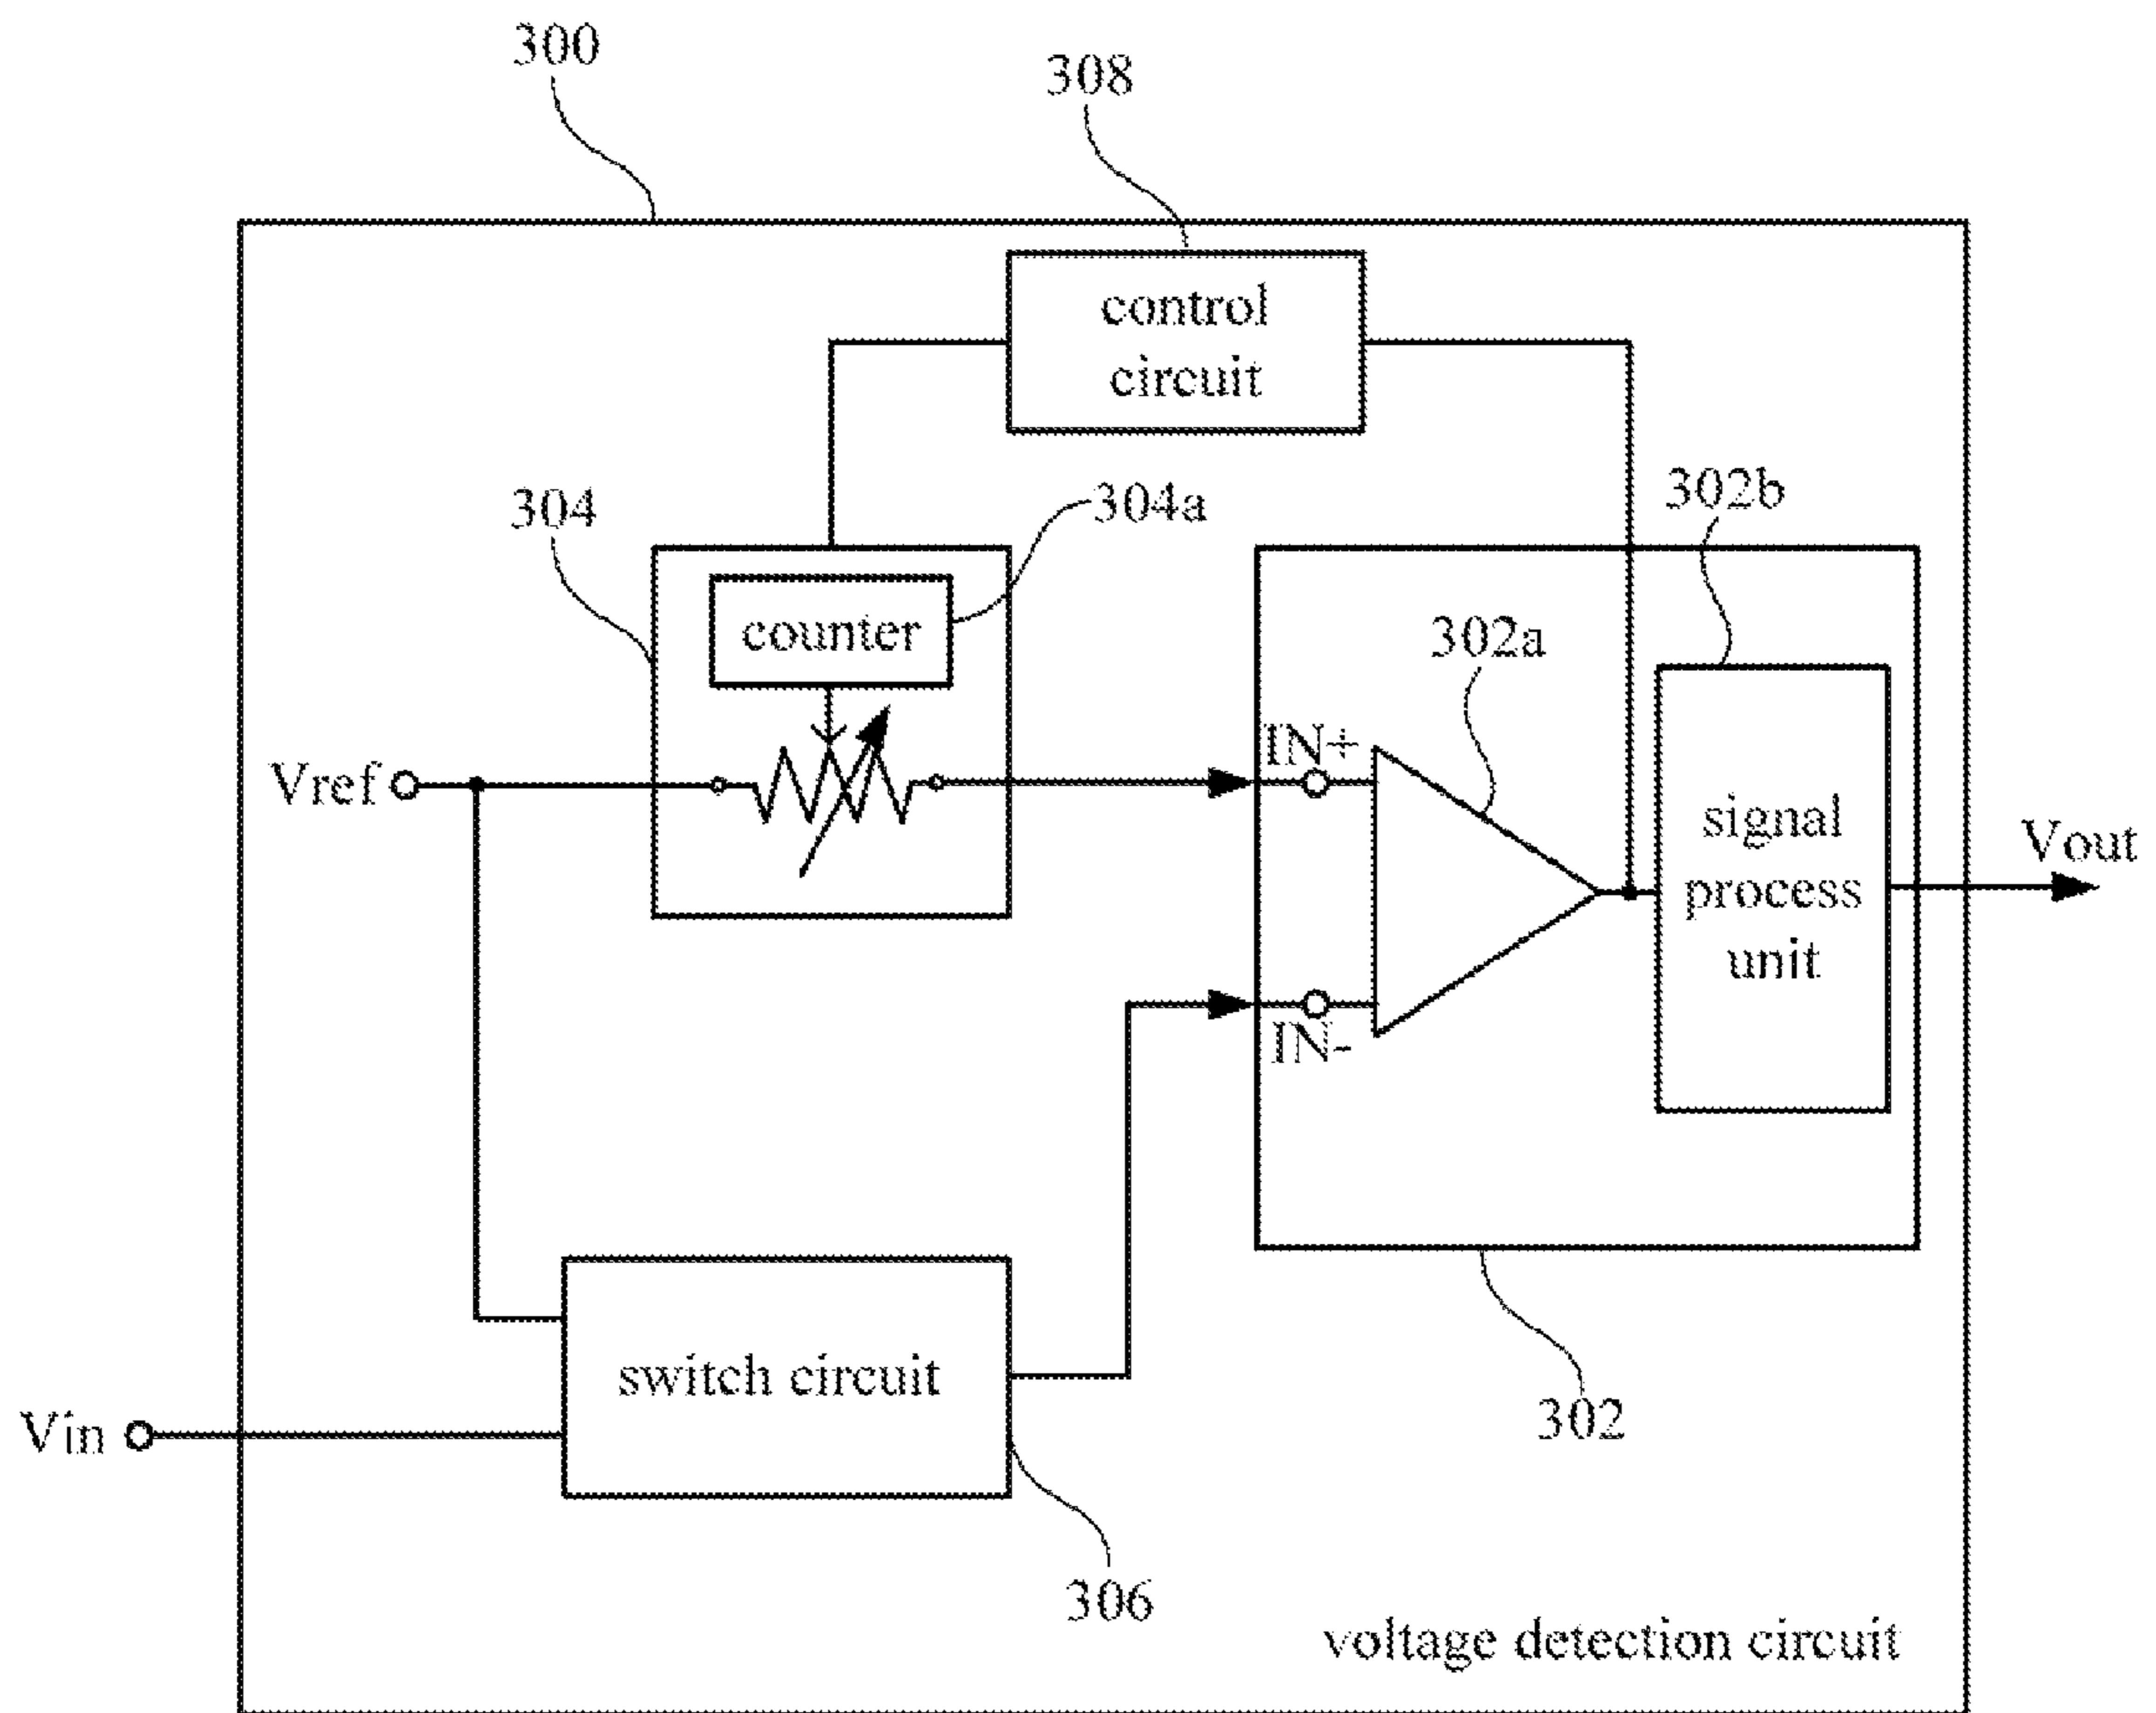 300
308
control
circuit
304
304a
302b
counter
302a
IN+
Vref
signal
process
unit
Vout
IN-
switch circuit
Vin
302
306
voltage detection circuit